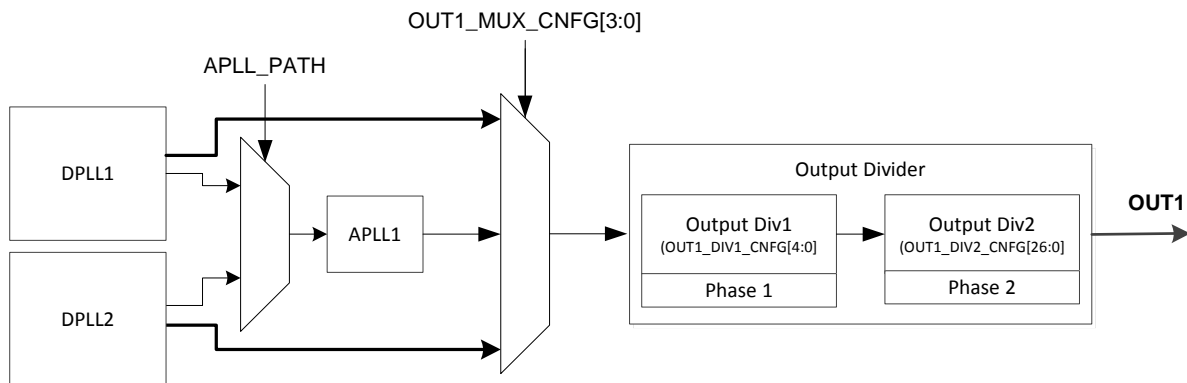 OUT1_MUX_CNFG[3:0]
APLL_PATH
DPLL1
DPLL2
APLL1
Output Divider
Output Div1
(OUT1_DIV1_CNFG[4:0]
Phase 1
Output Div2
(OUT1_DIV2_CNFG[26:0]
Phase 2
OUT1